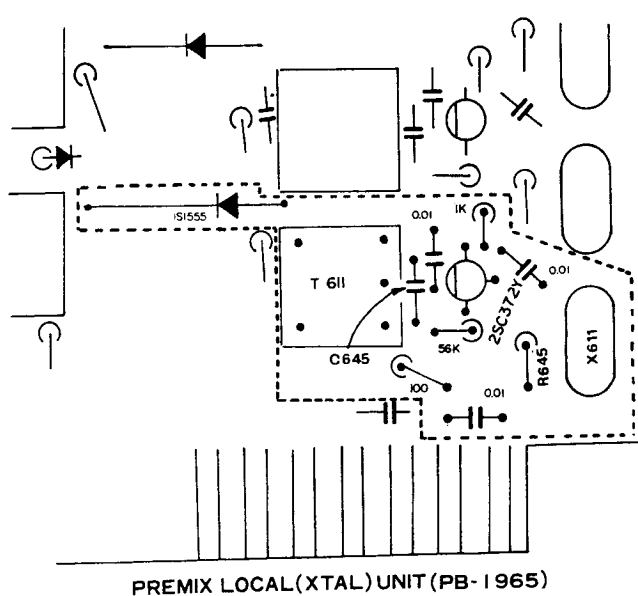 1S1555
0.01
1K
T 611
0.01
2SC372Y
C645
56K
R645
X611
100
0.01
PREMIX LOCAL(XTAL)UNIT(PB-1965)